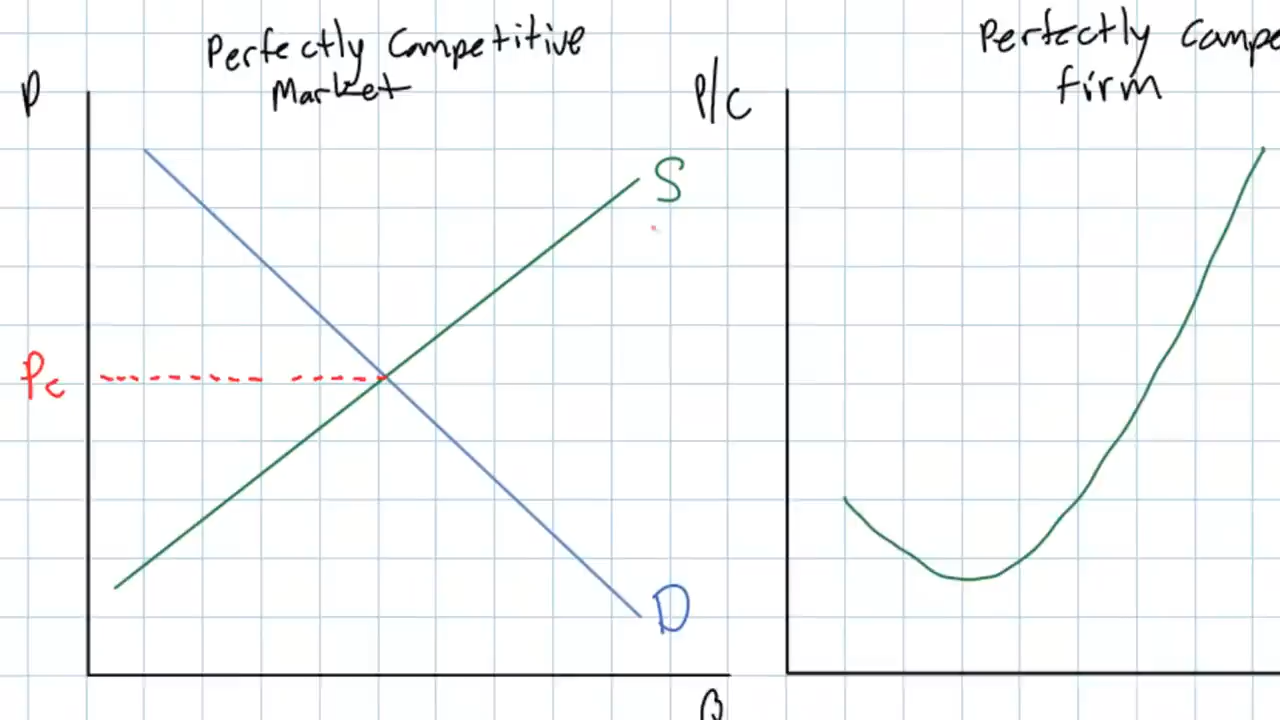 Perfectly Competitive
Market
P
S
Pc
D
Q
Perfectly Compe
firm
P/C